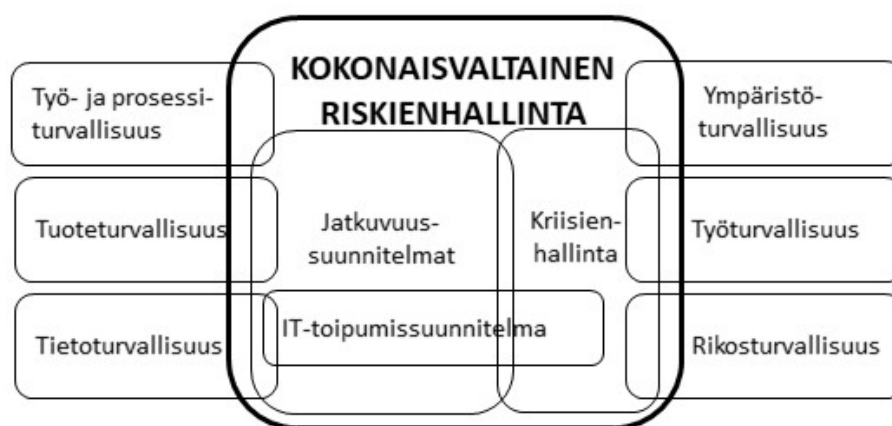 KOKONAISVALTAINEN
RISKIENHALLINTA
Työ- ja prosessi-
turvallisuus
Ympäristö-
turvallisuus
Tuoteturvallisuus
Jatkuvuus-
suunnitelmat
Kriisien-
hallinta
Työturvallisuus
Tietoturvallisuus
IT-toipumissuunnitelma
Rikosturvallisuus